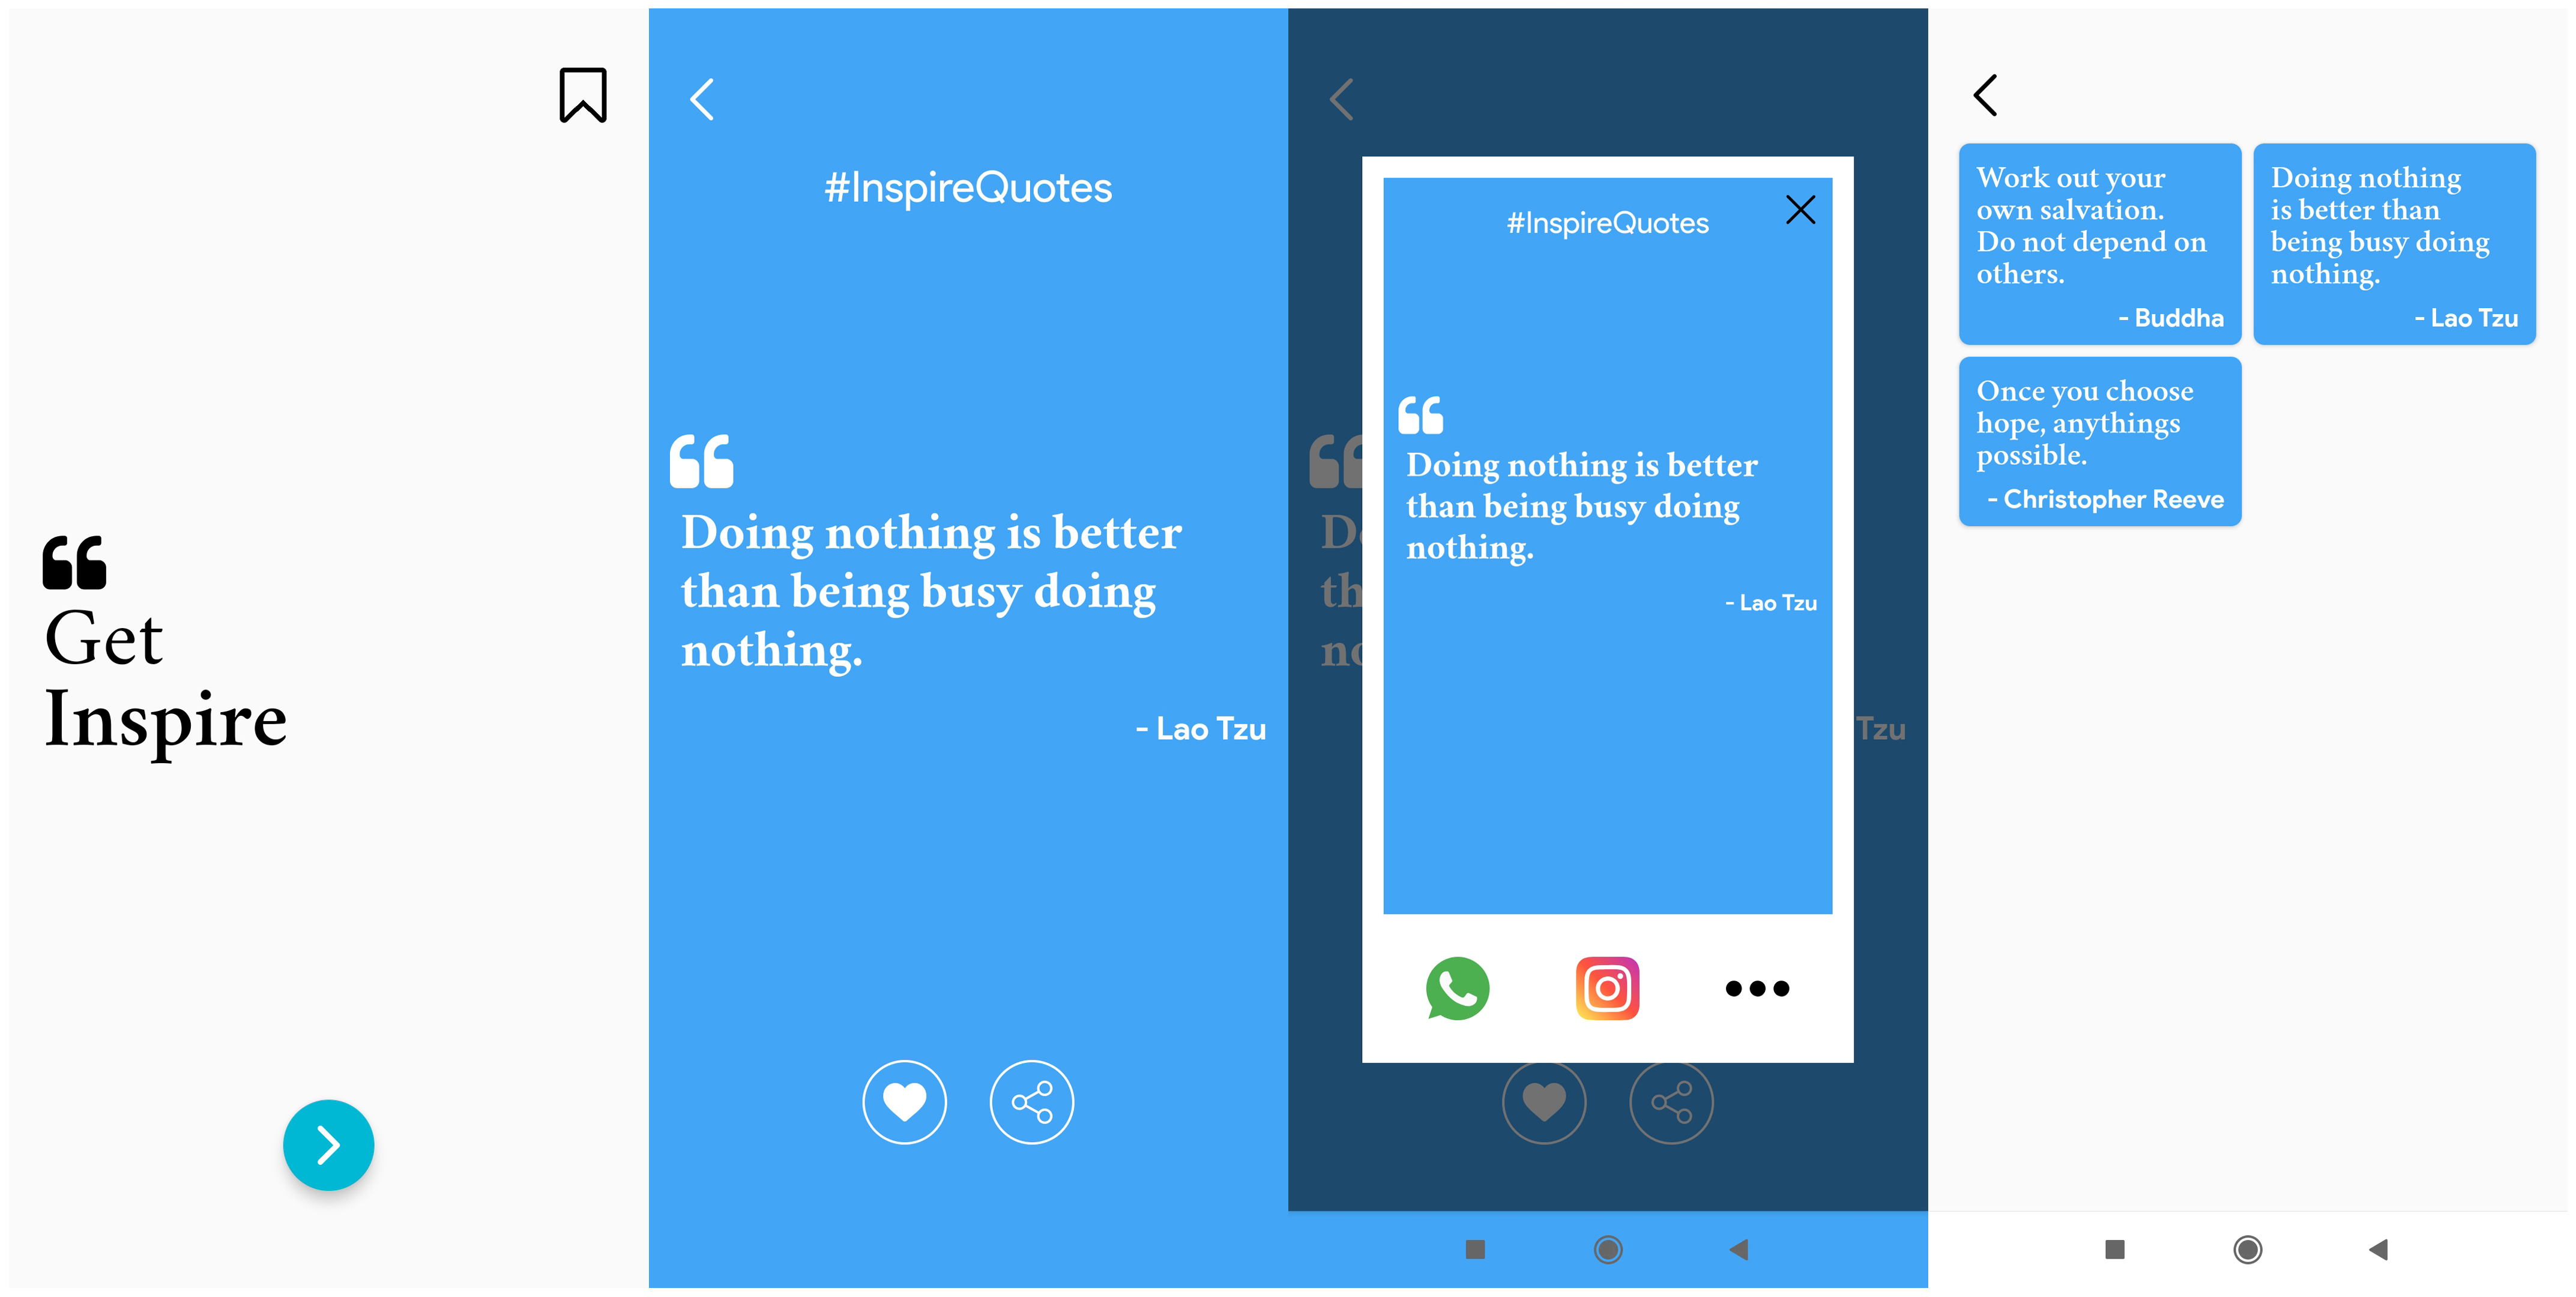 Get
Inspire
#InspireQuotes
Doing nothing is better
than being busy doing
nothing.
- Lao Tzu
D
th
no
Tzu
#InspireQuotes
Doing nothing is better
than being busy doing
nothing.
- Lao Tzu
Work out your
own salvation.
Do not depend on
others.
- Buddha
Doing nothing
is better than
being busy doing
nothing.
- Lao Tzu
Once you choose
hope, anythings
possible.
- Christopher Reeve